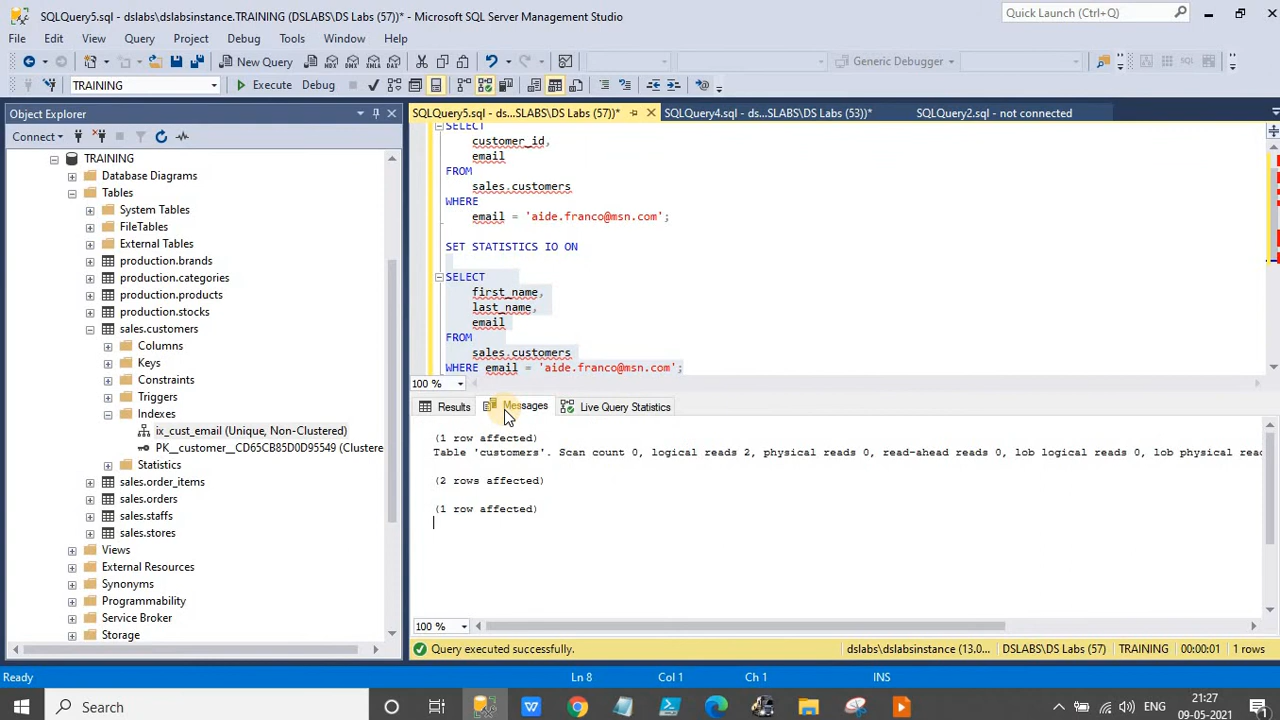 SQLQuery5.sql - dslabs\dslabsinstance.TRAINING (DSLABS\DS Labs (57))* - Microsoft SQL Server Management Studio
Quick Launch (Ctrl+Q)
File Edit View Query Project Debug Tools Window Help
New Query
MDX DMX XMLA DAX
Generic Debugger
TRAINING
Execute Debug
Object Explorer
SQLQuery5.sql - ds...SLABS\DS Labs (57))*
SQLQuery4.sql - ds...SLABS\DS Labs (53))*
SQLQuery2.sql - not connected
Connect
TRAINING
Database Diagrams
Tables
System Tables
FileTables
External Tables
production.brands
production.categories
production.products
production.stocks
sales.customers
Columns
Keys
Constraints
Triggers
Indexes
ix_cust_email (Unique, Non-Clustered)
PK__customer__CD65CB85D0D95549 (Clustere
Statistics
sales.order_items
sales.orders
sales.staffs
sales.stores
Views
External Resources
Synonyms
Programmability
Service Broker
Storage
SELECT
customer_id,
email
FROM
sales.customers
WHERE
email = 'aide.franco@msn.com';
SET STATISTICS IO ON
SELECT
first_name,
last_name,
email
FROM
sales.customers
WHERE email = 'aide.franco@msn.com';
100 %
Results Messages Live Query Statistics
(1 row affected)
Table 'customers'. Scan count 0, logical reads 2, physical reads 0, read-ahead reads 0, lob logical reads 0, lob physical rea
(2 rows affected)
(1 row affected)
100 %
Query executed successfully.
dslabs\dslabsinstance (13.0... DSLABS\DS Labs (57) TRAINING 00:00:01 1 rows
Ready Ln 8 Col 1 Ch 1 INS
Search
ENG
21:27
09-05-2021
1